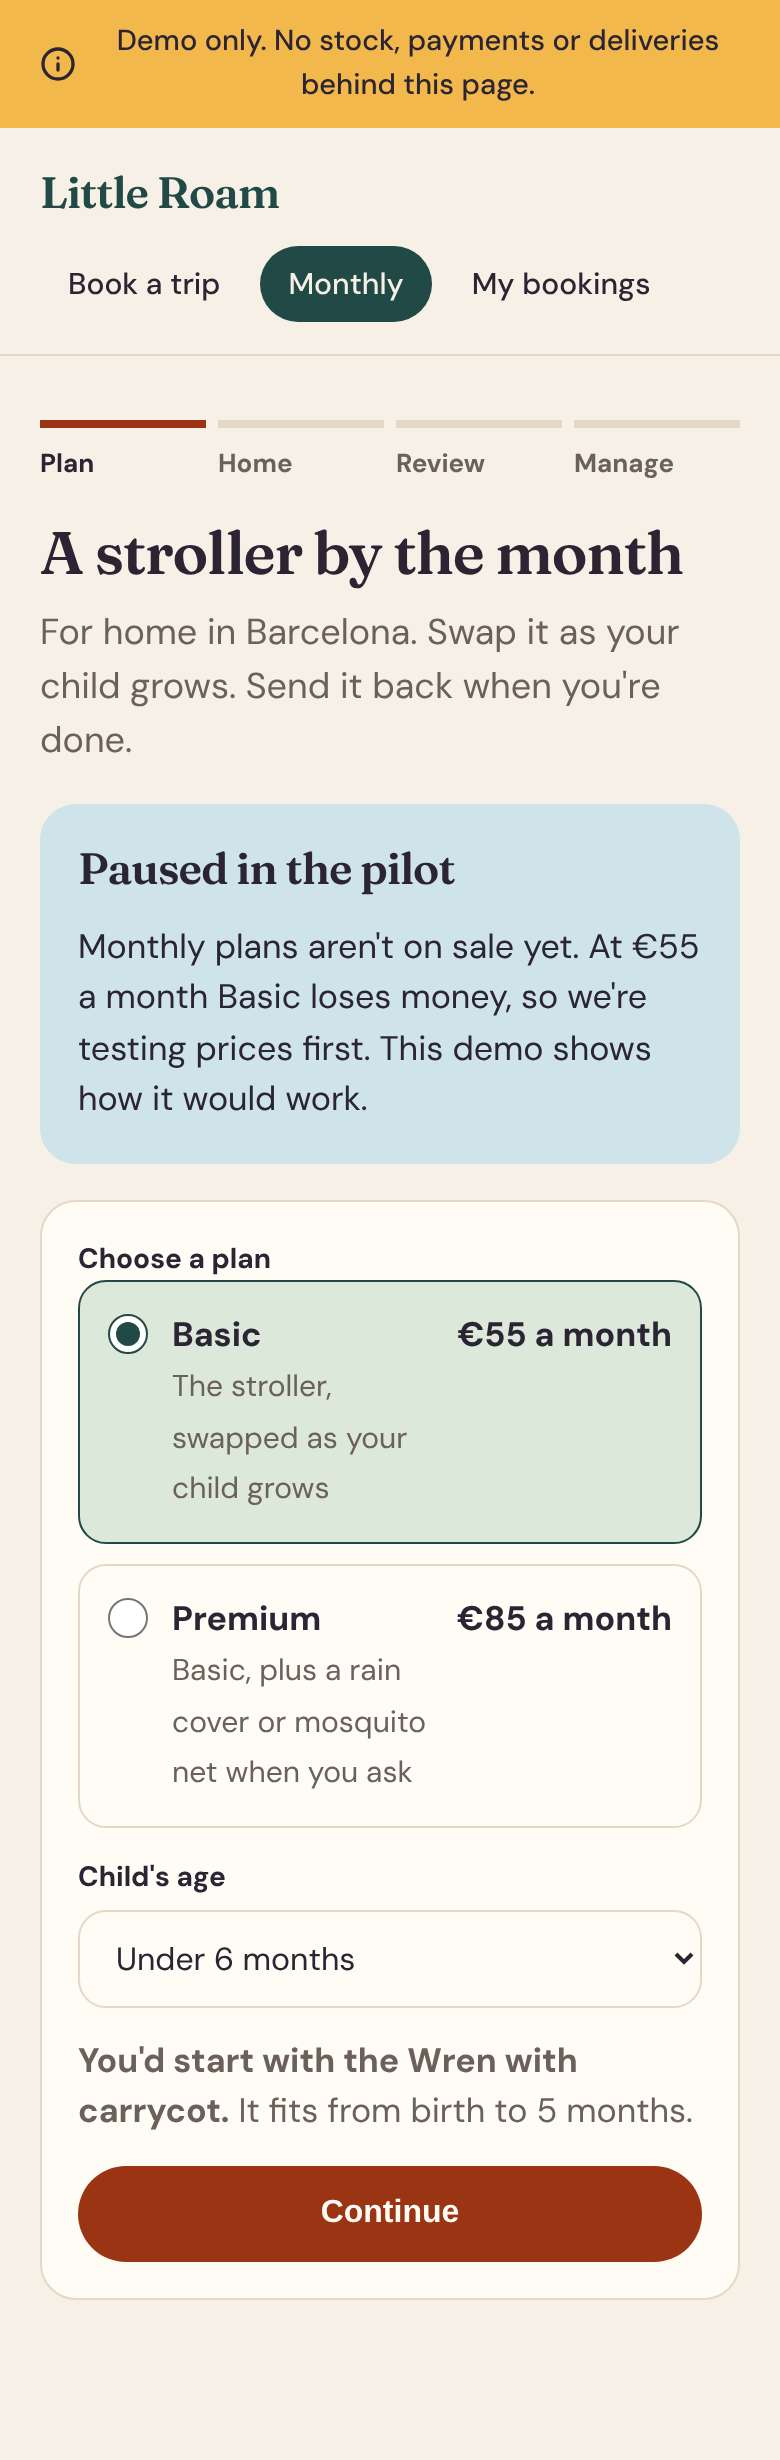 Demo only. No stock, payments or deliveries
behind this page.
Little Roam
Book a trip
Monthly
My bookings
Plan
Home
Review
Manage
A stroller by the month
For home in Barcelona. Swap it as your
child grows. Send it back when you're
done.
Paused in the pilot
Monthly plans aren't on sale yet. At €55
a month Basic loses money, so we're
testing prices first. This demo shows
how it would work.
Choose a plan
Basic
€55 a month
The stroller,
swapped as your
child grows
Premium
€85 a month
Basic, plus a rain
cover or mosquito
net when you ask
Child's age
Under 6 months
You'd start with the Wren with
carrycot. It fits from birth to 5 months.
Continue